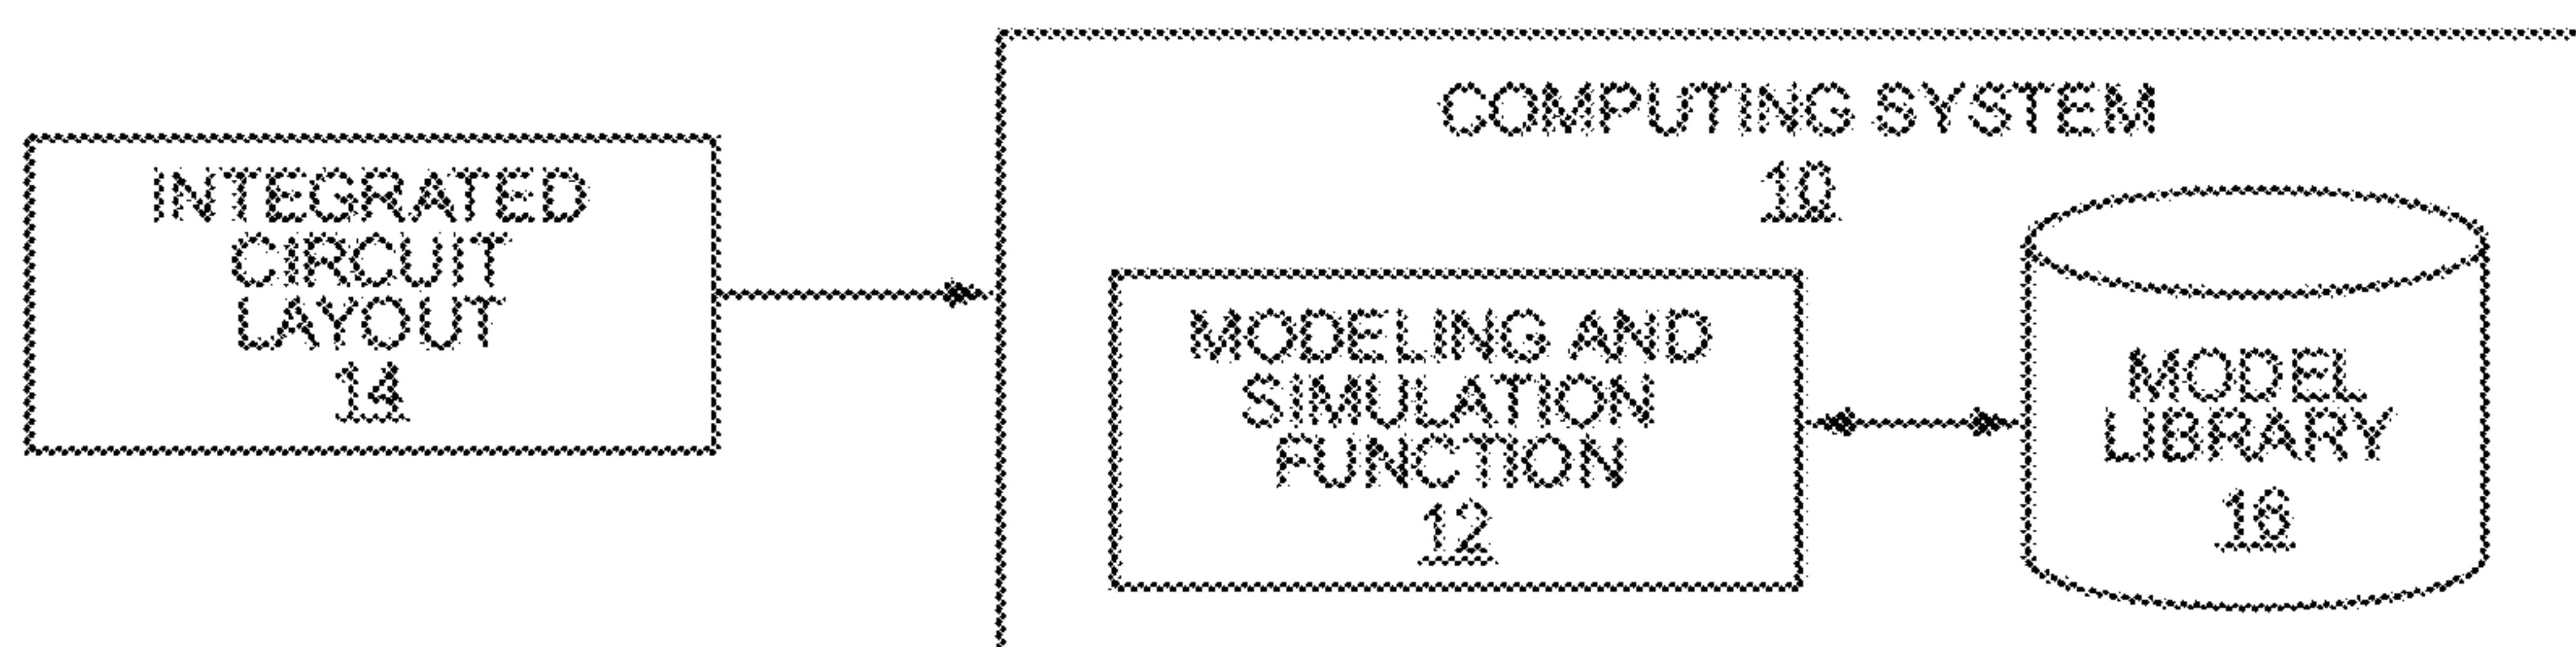 INTEGRATED
CIRCUIT
LAYOUT
14
COMPUTING SYSTEM
10
MODELING AND
SIMULATION
FUNCTION
12
MODEL
LIBRARY
16